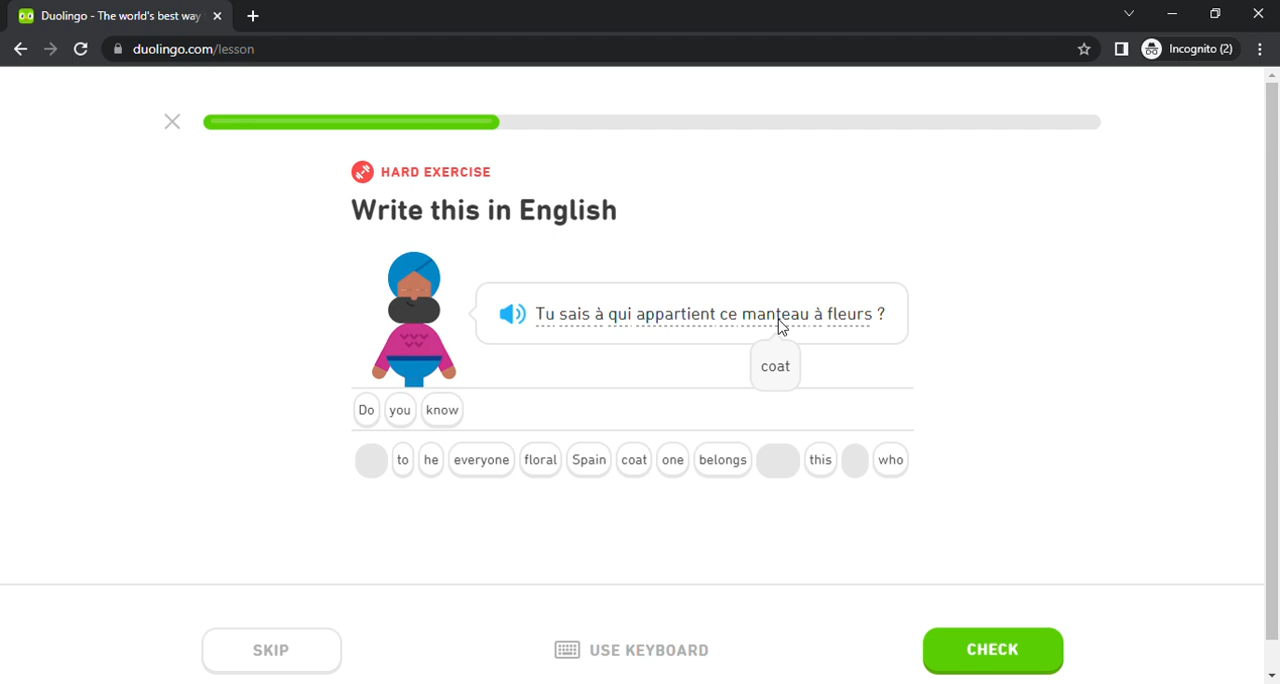 Duolingo - The world's best way
duolingo.com/lesson
Incognito (2)
HARD EXERCISE
Write this in English
Tu sais à qui appartient ce manteau à fleurs ?
coat
Do you know
to he everyone floral Spain coat one belongs this who
SKIP
USE KEYBOARD
CHECK